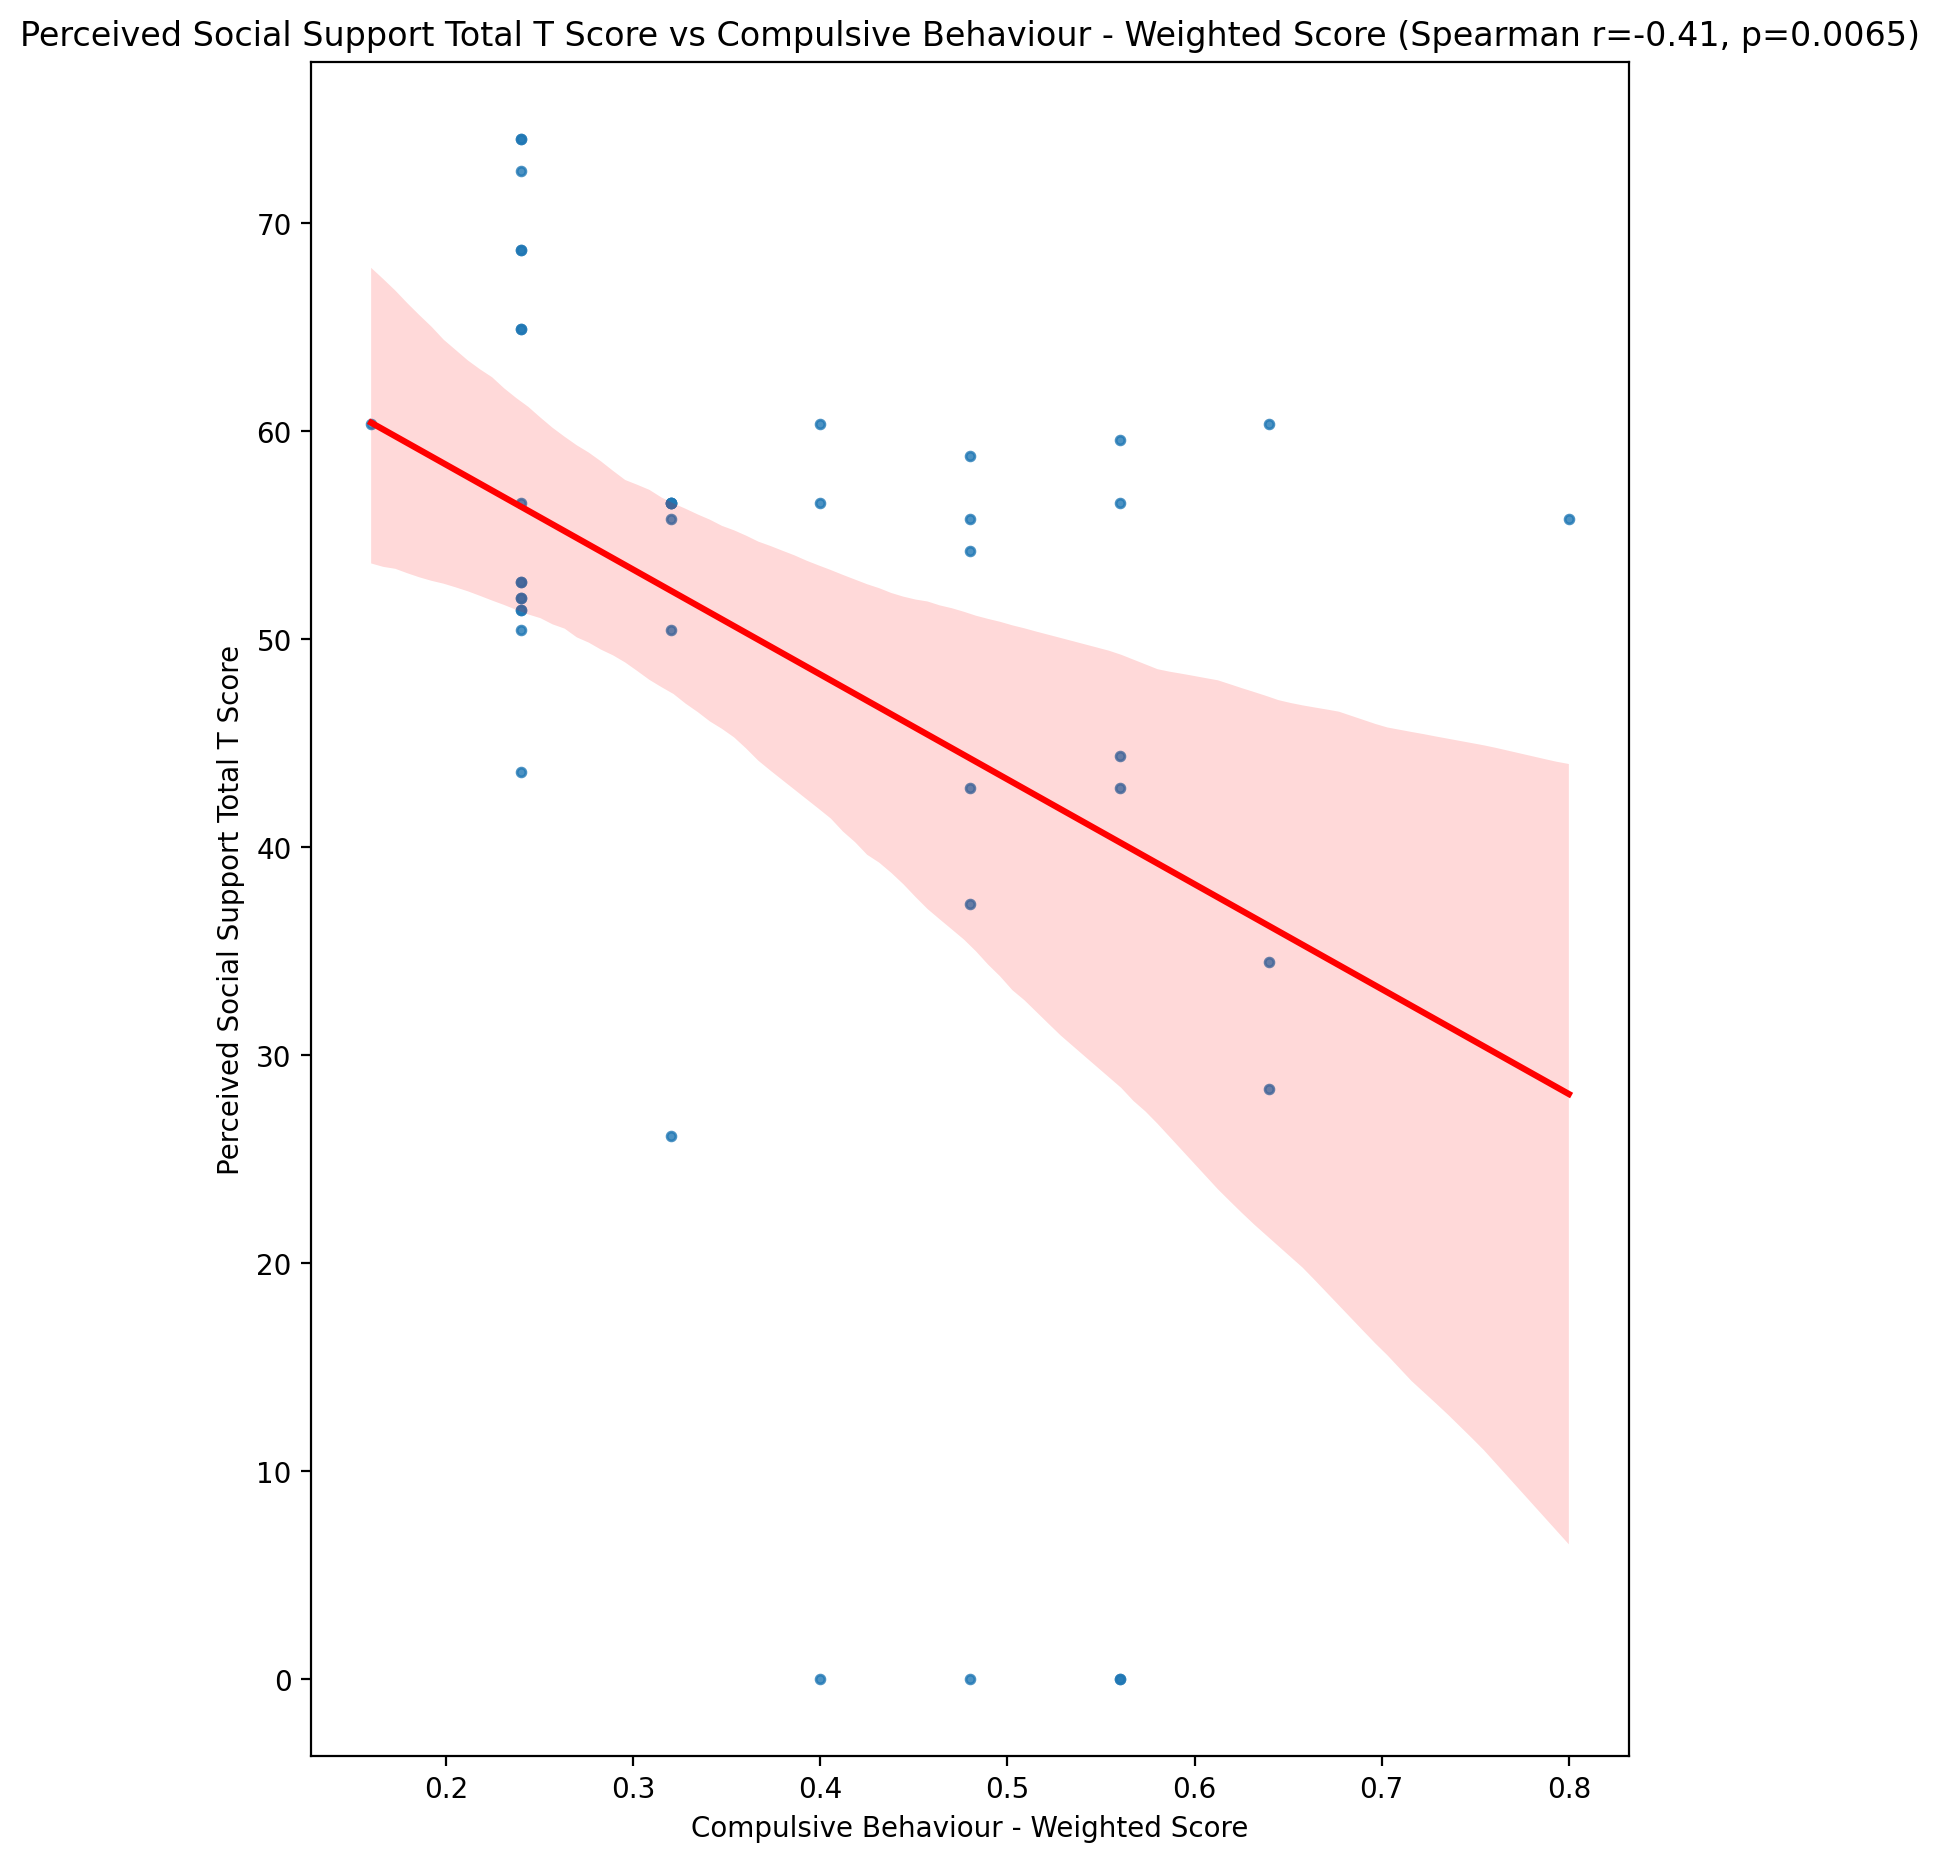 Perceived Social Support Total T Score vs Compulsive Behaviour - Weighted Score (Spearman r=-0.41, p=0.0065)
Perceived Social Support Total T Score
70
60
50
40
30
20
10
0
0.2 0.3 0.4 0.5 0.6 0.7 0.8
Compulsive Behaviour - Weighted Score